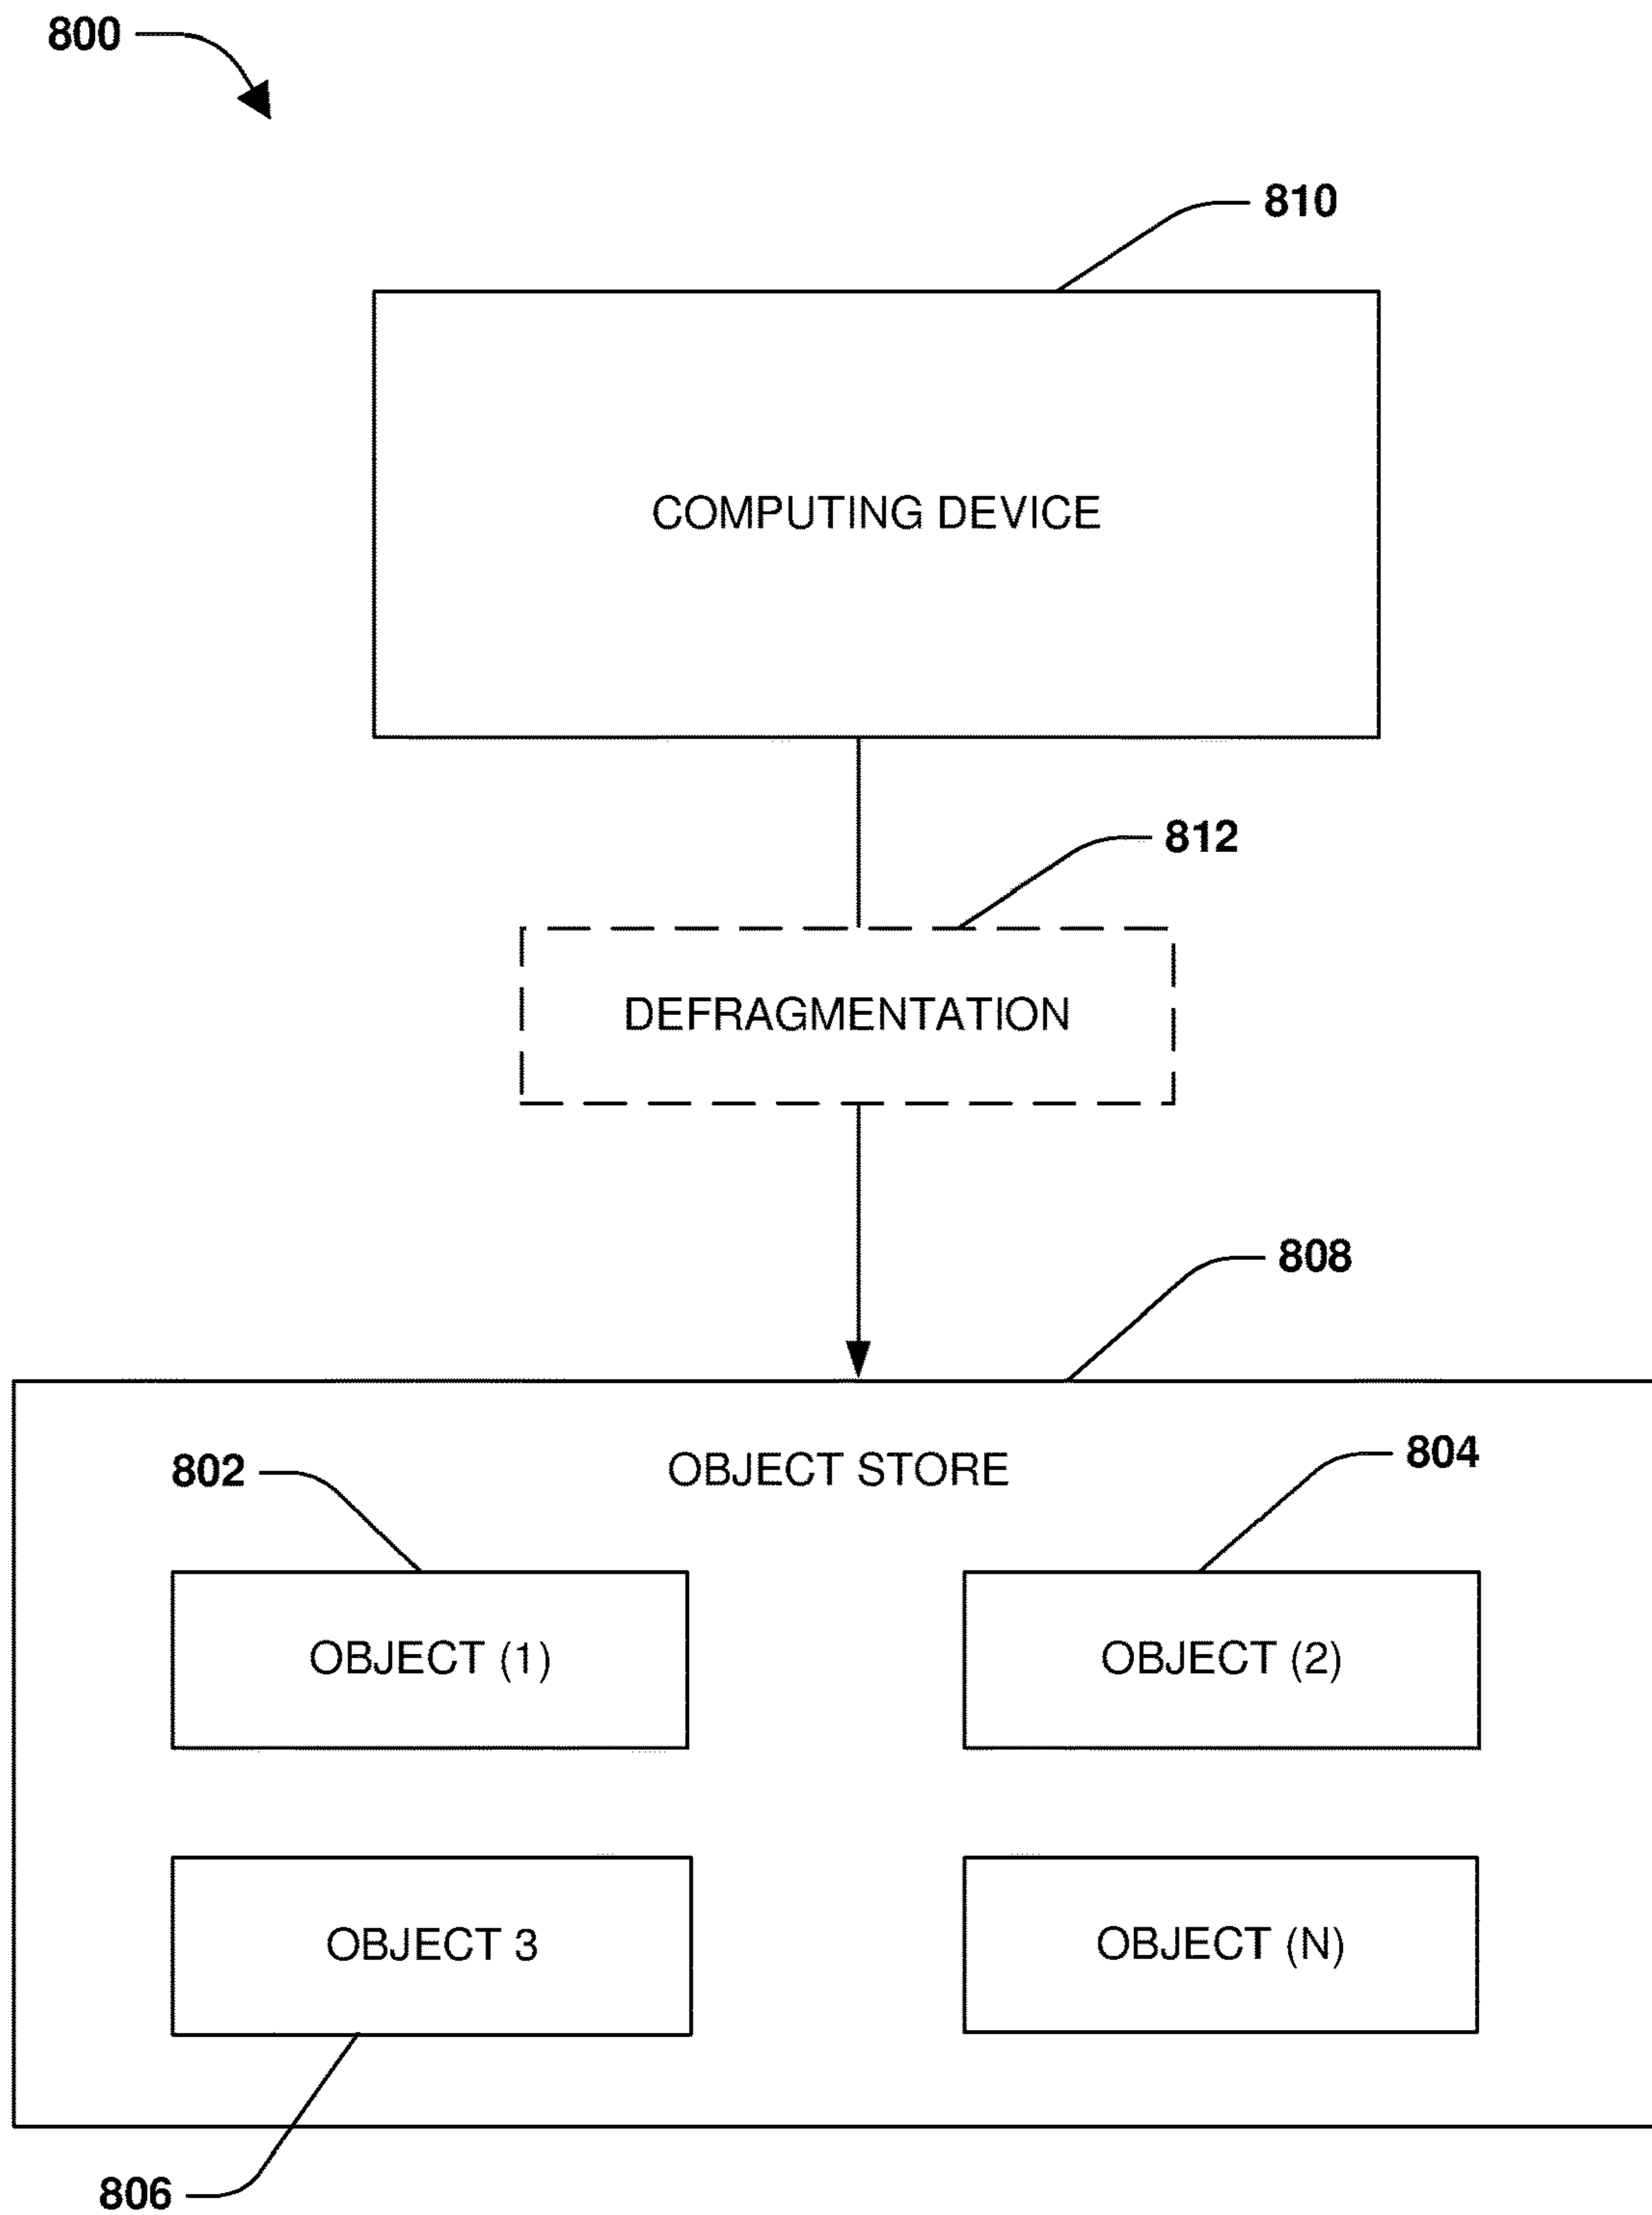 800
810
COMPUTING DEVICE
812
DEFRAGMENTATION
808
OBJECT STORE
802
804
OBJECT (1)
OBJECT (2)
OBJECT 3
OBJECT (N)
806